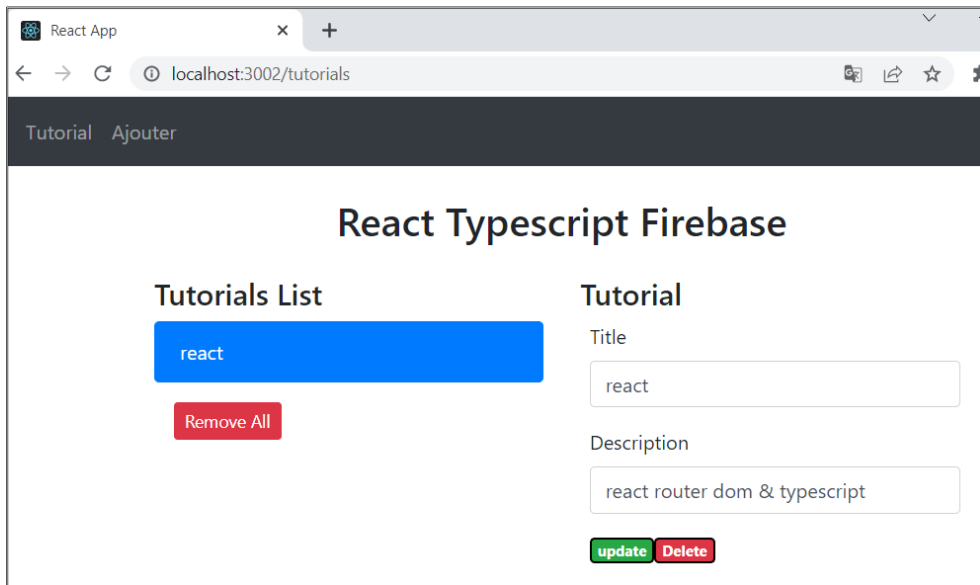 React App
localhost:3002/tutorials
Tutorial Ajouter
React Typescript Firebase
Tutorials List
react
Remove All
Tutorial
Title
react
Description
react router dom & typescript
update Delete